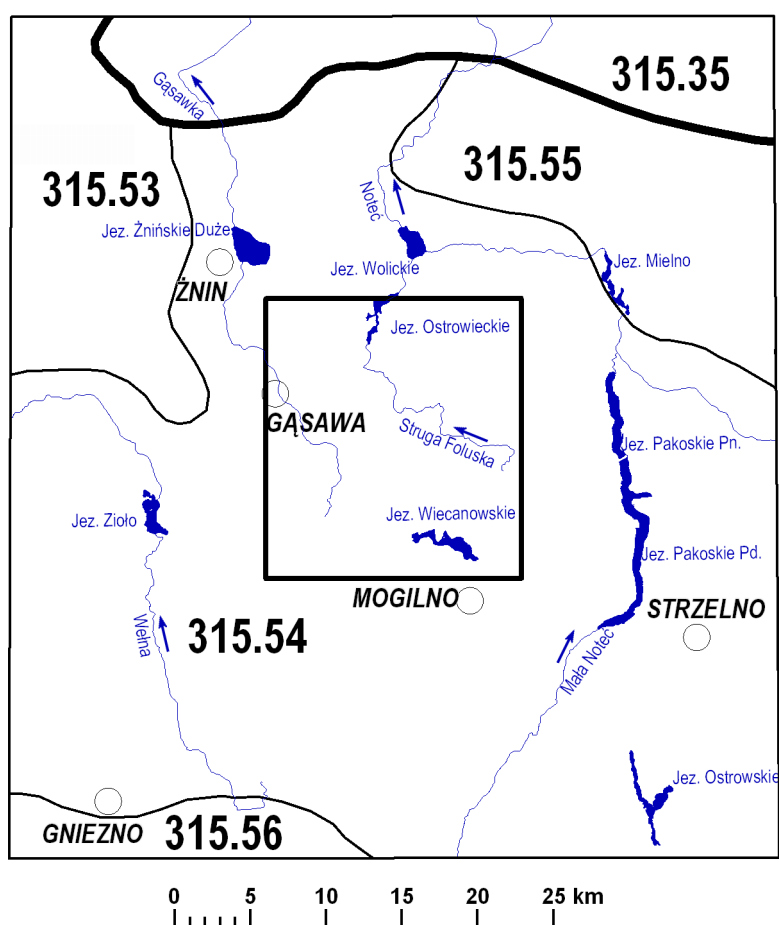 Gąsawka
315.35
315.53
315.55
Noteć
Jez. Żnińskie Duże
Jez. Wolickie
Jez. Mielno
ŻNIN
Jez. Ostrowieckie
GĄSAWA
Struga Foluska
Jez. Pakoskie Pn.
Jez. Zioło
Jez. Wiecanowskie
Jez. Pakoskie Pd.
MOGILNO
STRZELNO
Wełna
315.54
Mała Noteć
Jez. Ostrowskie
GNIEZNO
315.56
0 5 10 15 20 25 km